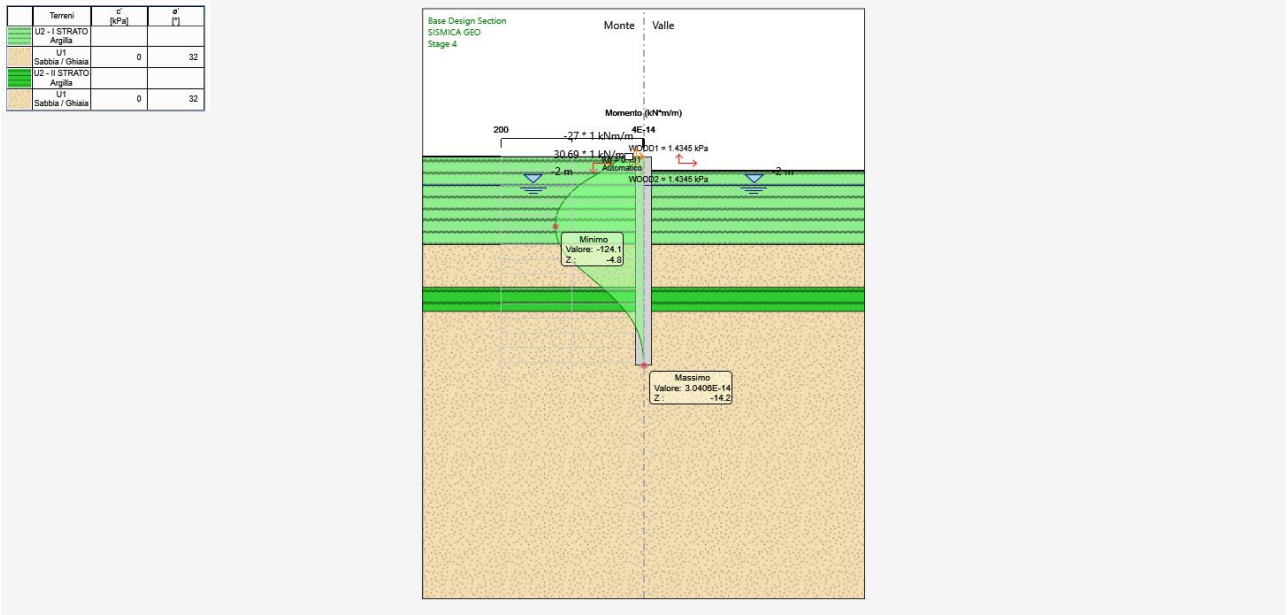 Terreni c' ø'
[kPa] [°]
U2 - I STRATO
Argilla
U1
Sabbia / Ghiaia 0 32
U2 - II STRATO
Argilla
U1
Sabbia / Ghiaia 0 32
Base Design Section
SISMICA GEO
Stage 4
Monte Valle
Momento (kN*m/m)
200 4E-14
-27 * 1 kNm/m
WOOD1 = 1.4345 kPa
30.69 * 1 kN/m
Automatico
-2 m -2 m
WOOD2 = 1.4345 kPa
Minimo
Valore: -124.1
Z : -4.8
Massimo
Valore: 3.0406E-14
Z : -14.2